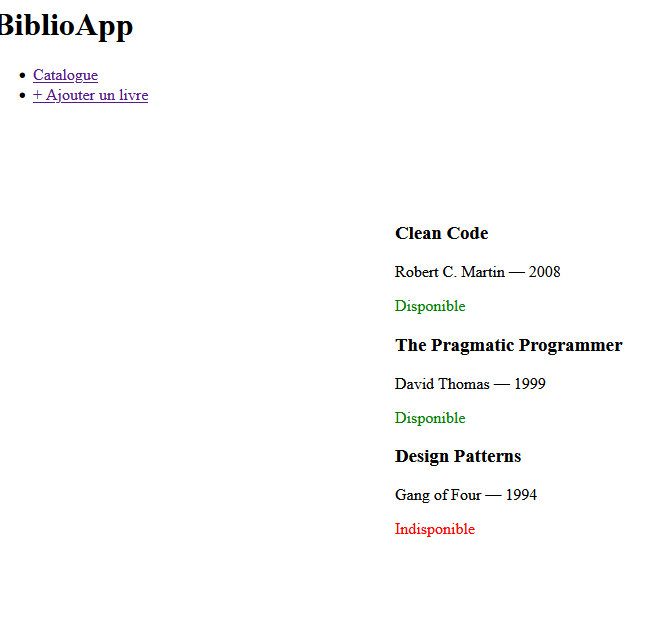 BiblioApp
Catalogue
+ Ajouter un livre
Clean Code
Robert C. Martin — 2008
Disponible
The Pragmatic Programmer
David Thomas — 1999
Disponible
Design Patterns
Gang of Four — 1994
Indisponible